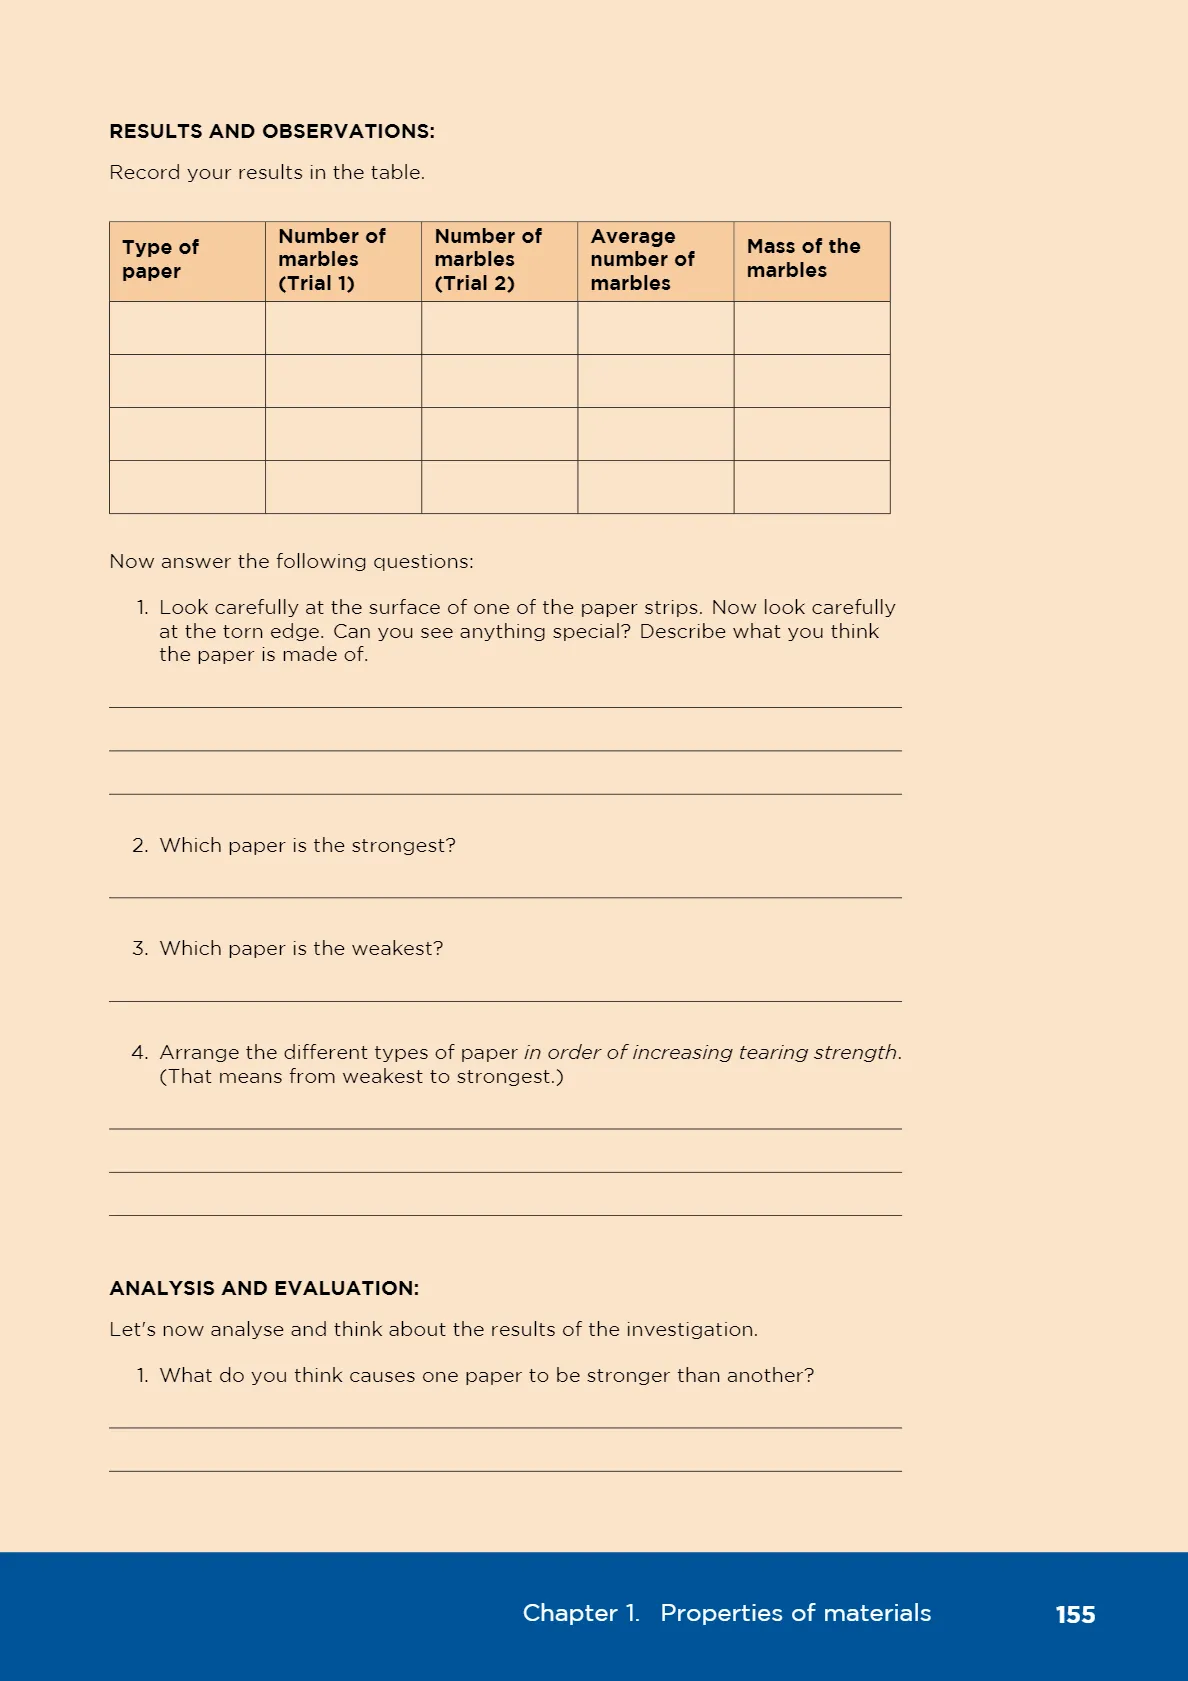 RESULTS AND OBSERVATIONS:
Record your results in the table.
Type of
paper
Number of
marbles
(Trial 1)
Number of
marbles
(Trial 2)
Average
number of
marbles
Mass of the
marbles
Now answer the following questions:
1. Look carefully at the surface of one of the paper strips. Now look carefully
at the torn edge. Can you see anything special? Describe what you think
the paper is made of.
2. Which paper is the strongest?
3. Which paper is the weakest?
4. Arrange the different types of paper in order of increasing tearing strength.
(That means from weakest to strongest.)
ANALYSIS AND EVALUATION:
Let's now analyse and think about the results of the investigation.
1. What do you think causes one paper to be stronger than another?
Chapter 1. Properties of materials 155